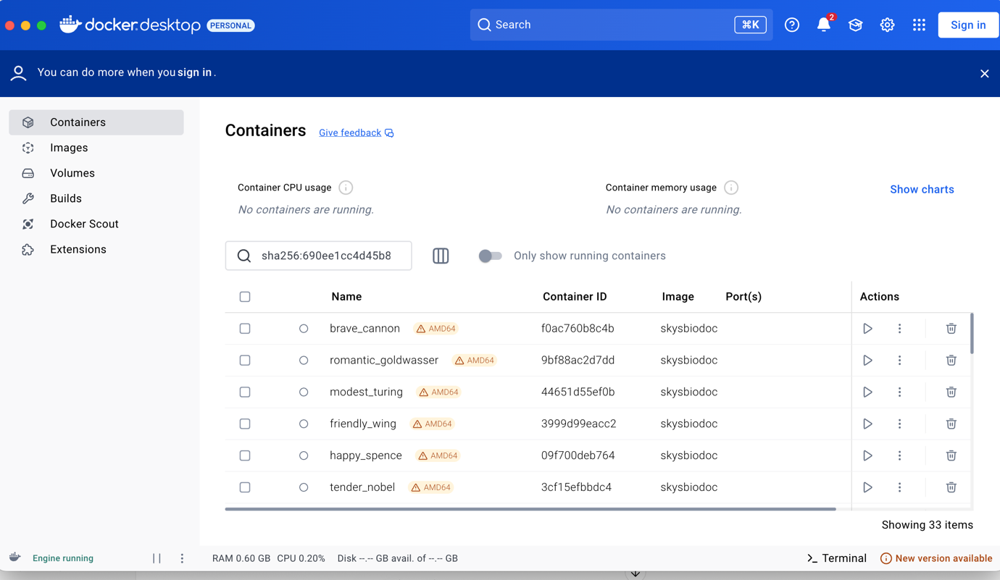 docker.desktop PERSONAL
Search ⌘K
2
Sign in
You can do more when you sign in.
Containers
Images
Volumes
Builds
Docker Scout
Extensions
Containers Give feedback
Container CPU usage
No containers are running.
Container memory usage
No containers are running.
Show charts
sha256:690ee1cc4d45b8
Only show running containers
Name Container ID Image Port(s) Actions
brave_cannon AMD64 f0ac760b8c4b skysbiodoc
romantic_goldwasser AMD64 9bf88ac2d7dd skysbiodoc
modest_turing AMD64 44651d55ef0b skysbiodoc
friendly_wing AMD64 3999d99eacc2 skysbiodoc
happy_spence AMD64 09f700deb764 skysbiodoc
tender_nobel AMD64 3cf15efbbdc4 skysbiodoc
Showing 33 items
Engine running RAM 0.60 GB CPU 0.20% Disk --.-- GB avail. of --.-- GB >_ Terminal New version available